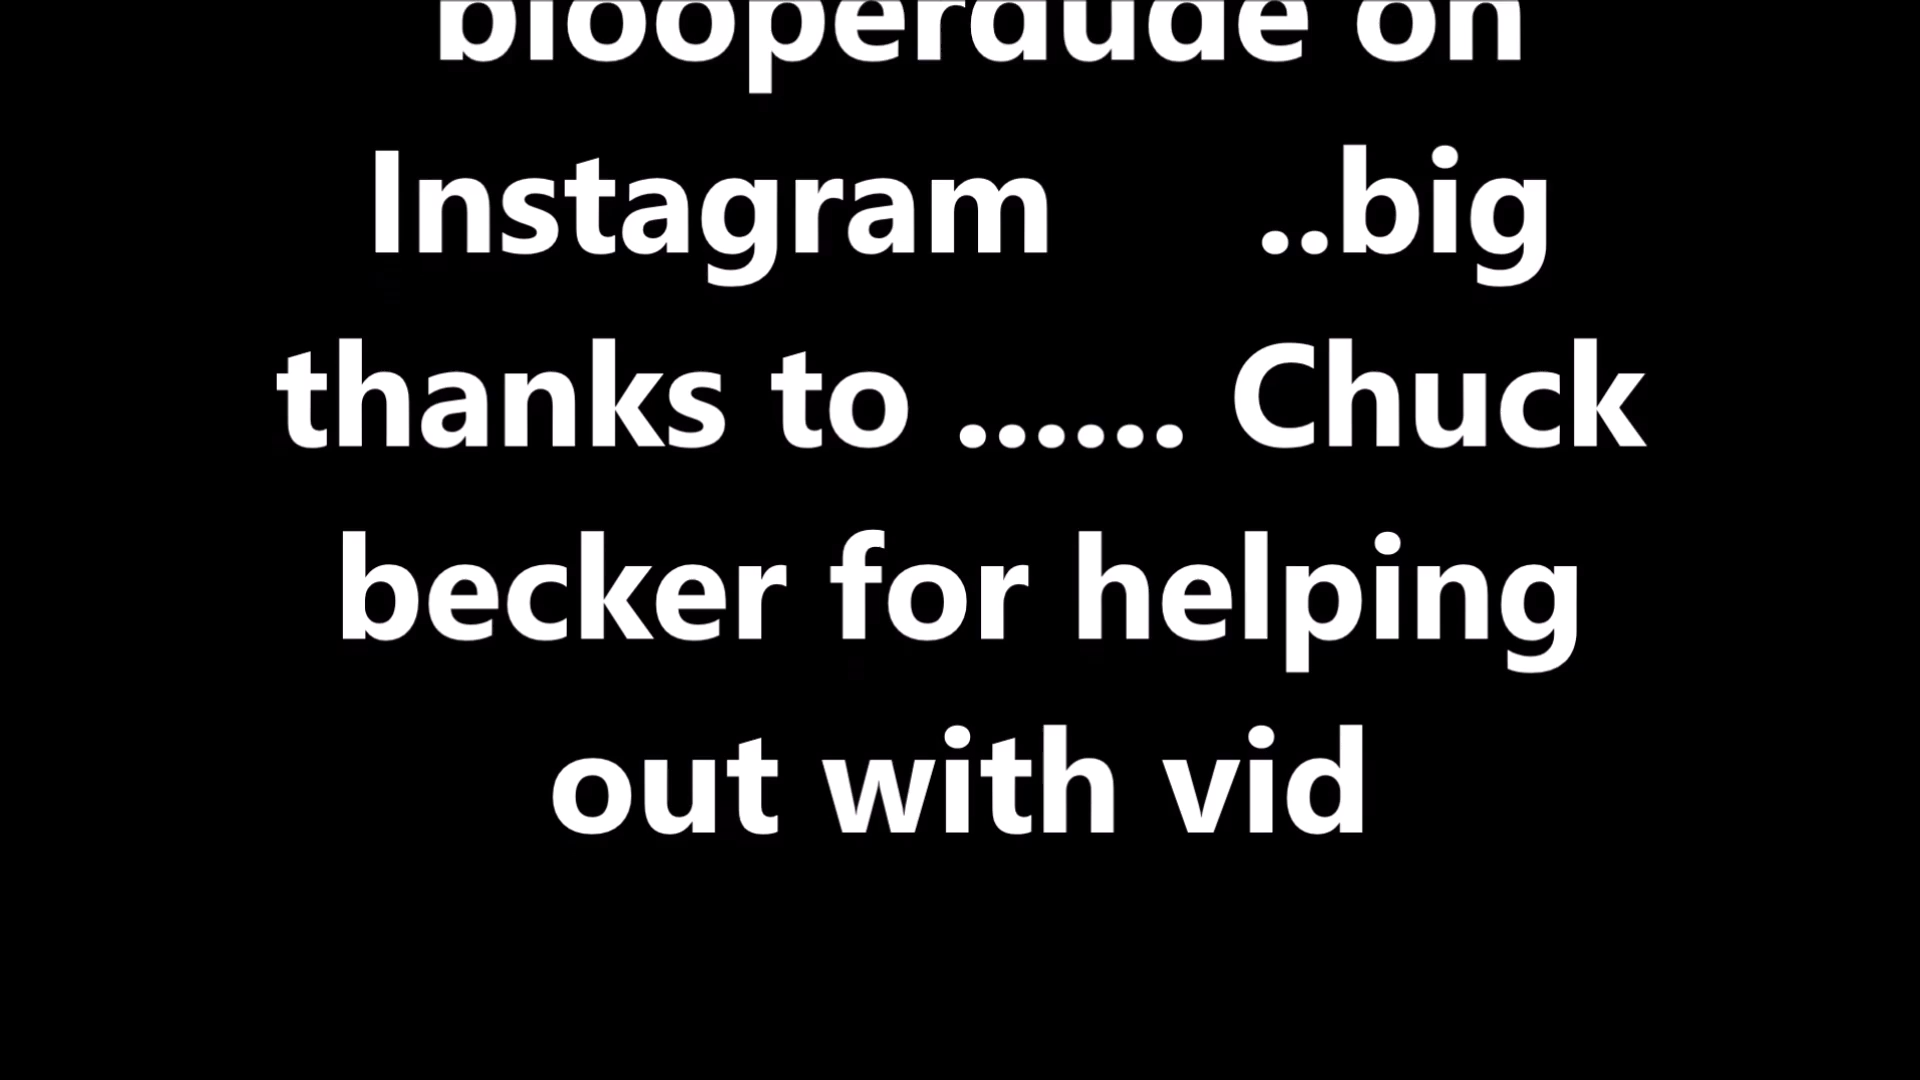 blooperdude on
Instagram ..big
thanks to ...... Chuck
becker for helping
out with vid